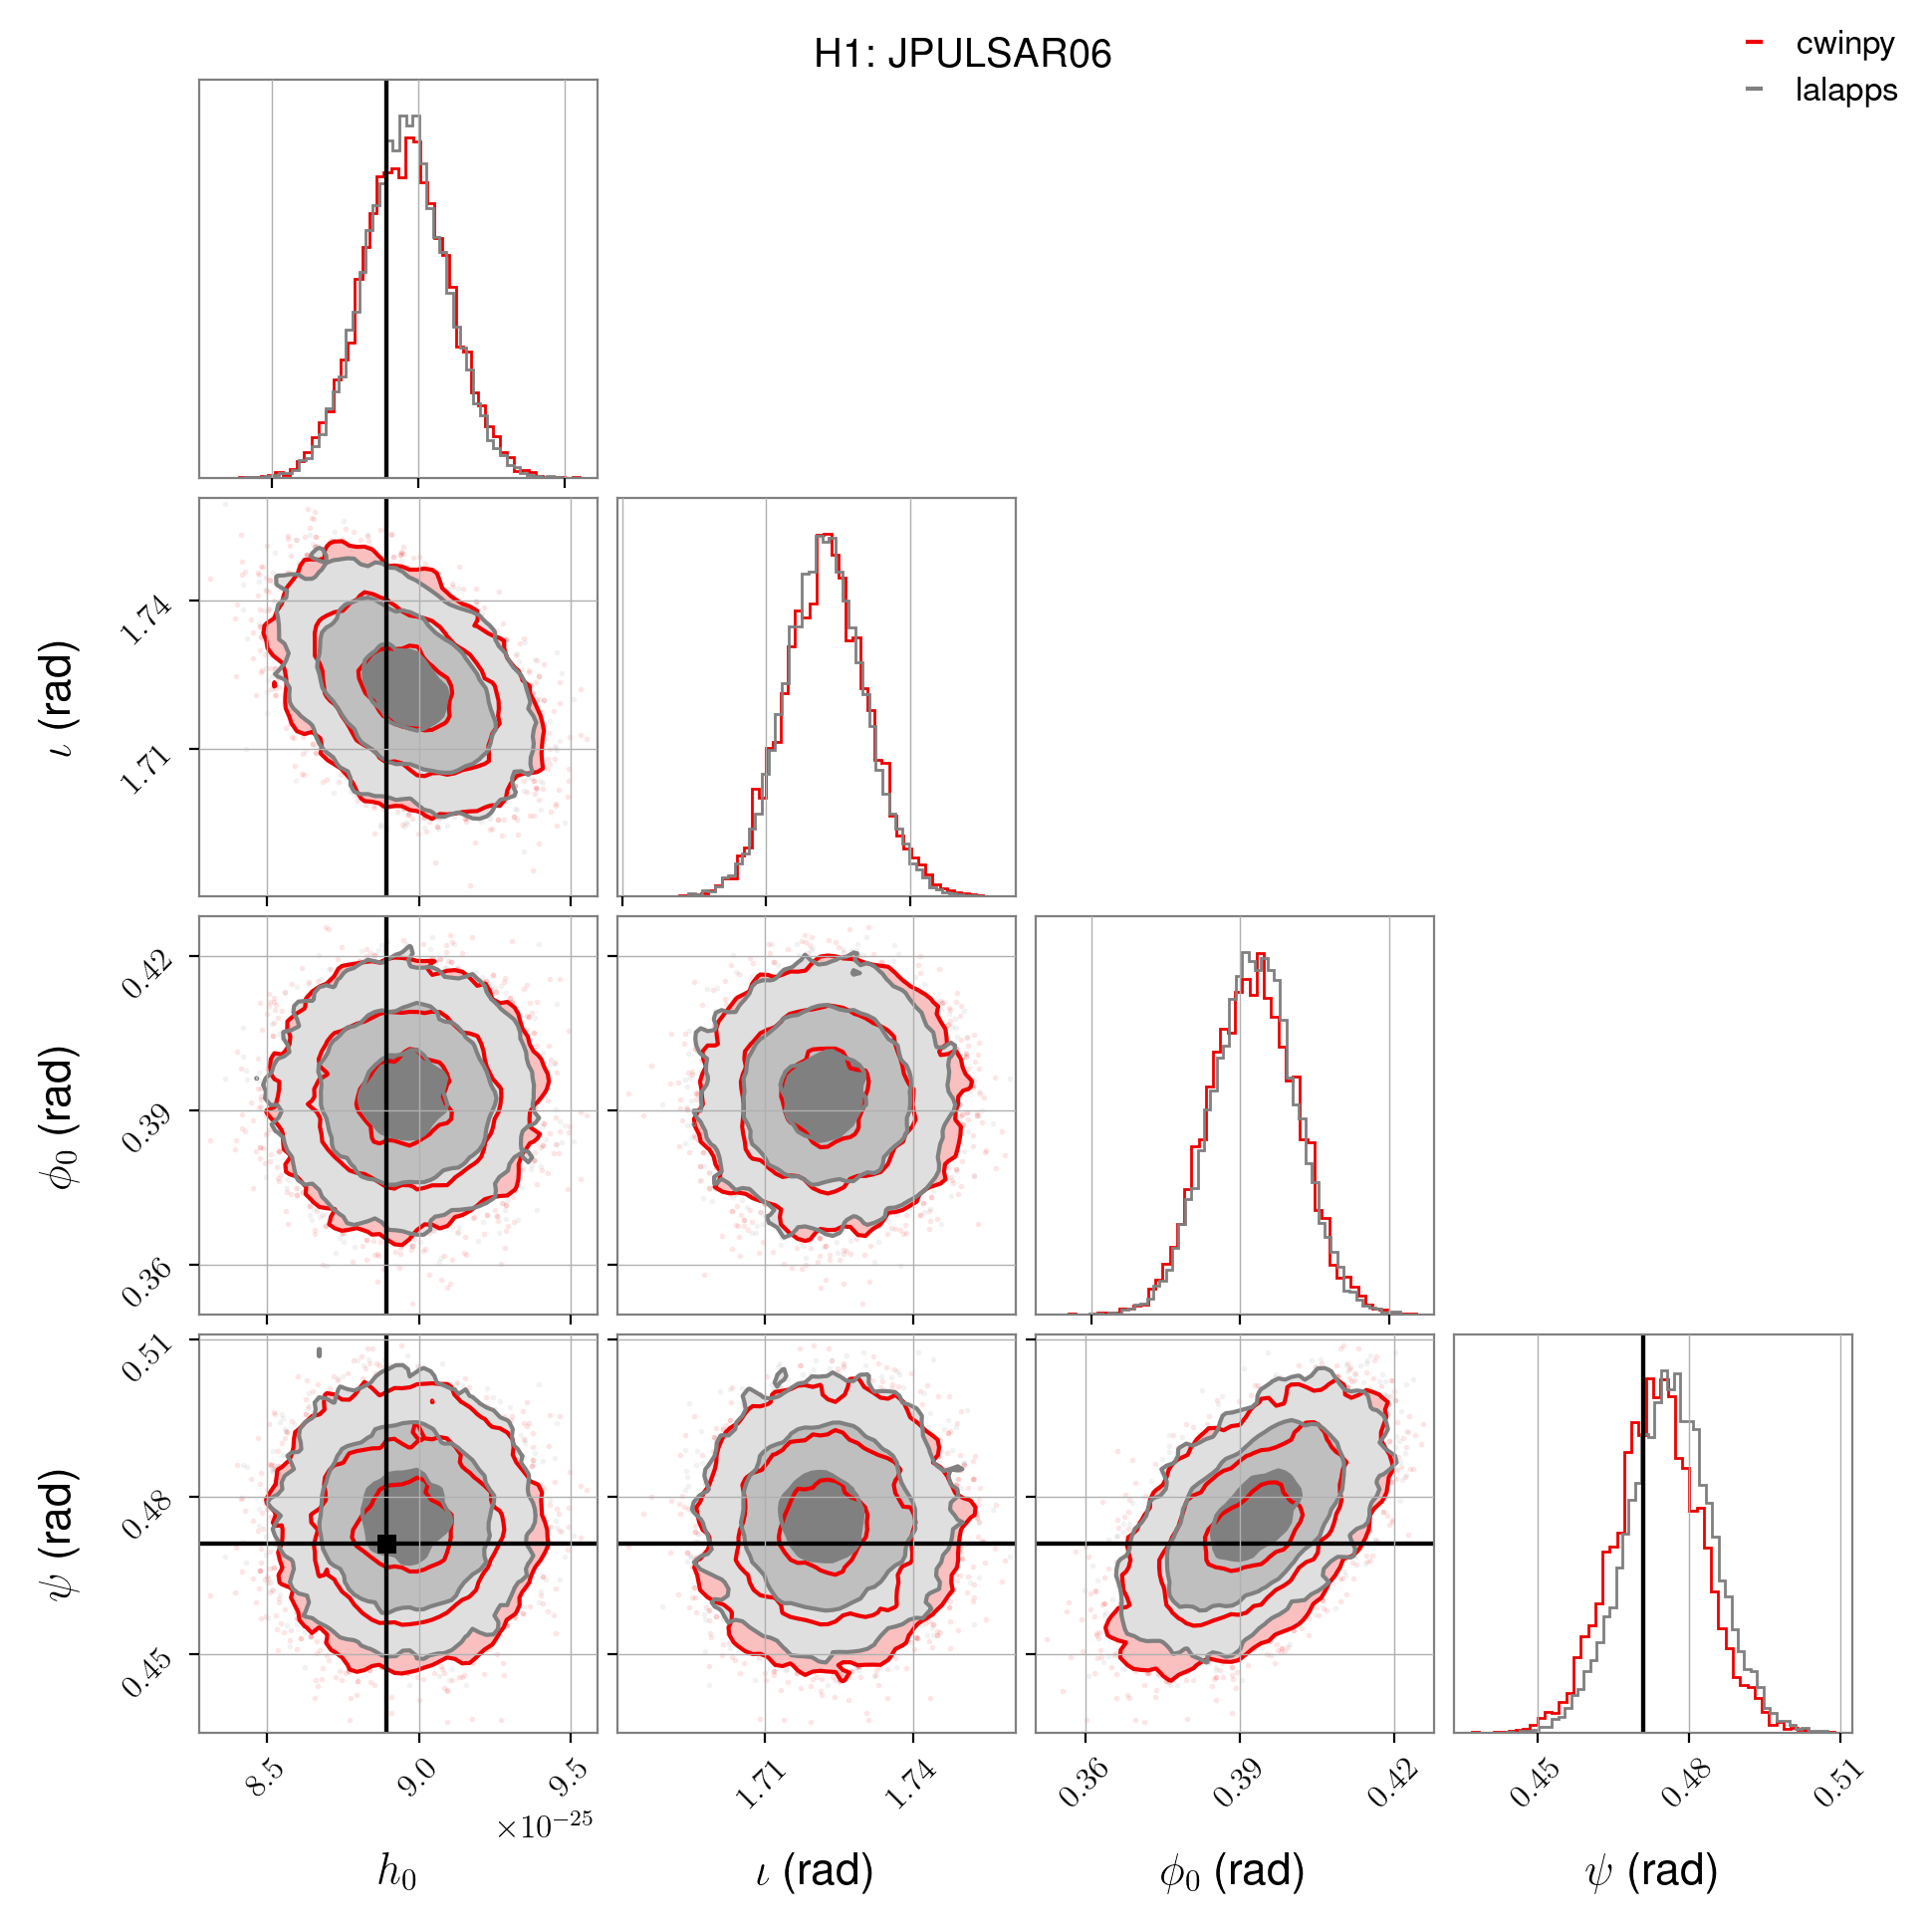 H1: JPULSAR06
cwinpy
lalapps
ι (rad)
1.74
1.71
ϕ₀ (rad)
0.42
0.39
0.36
ψ (rad)
0.51
0.48
0.45
8.5 9.0 9.5
×10⁻²⁵
1.71 1.74
0.36 0.39 0.42
0.45 0.48 0.51
h₀
ι (rad)
ϕ₀ (rad)
ψ (rad)